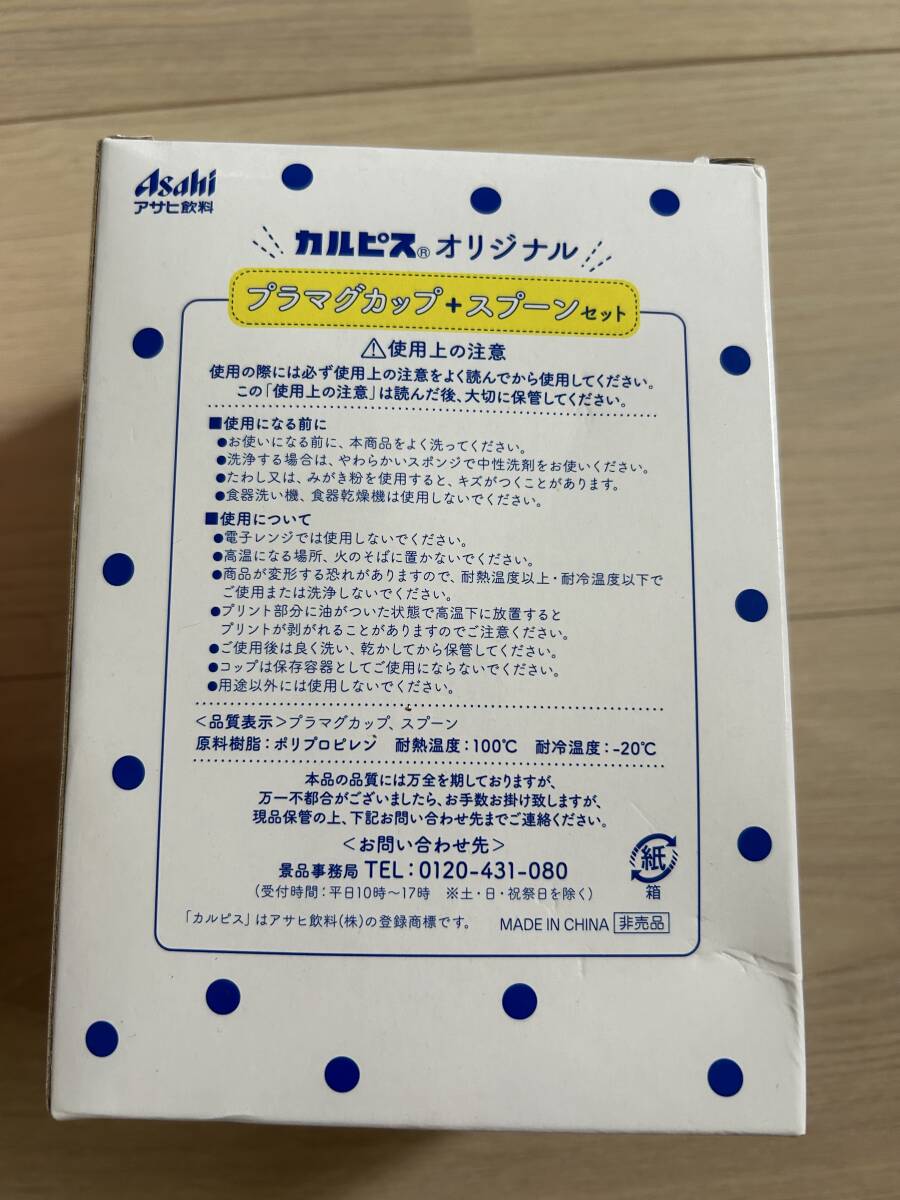 Asahi
アサヒ飲料
カルピス® オリジナル
プラマグカップ+スプーンセット
⚠使用上の注意
使用の際には必ず使用上の注意をよく読んでから使用してください。
この「使用上の注意」は読んだ後、大切に保管してください。
■使用になる前に
●お使いになる前に、本商品をよく洗ってください。
●洗浄する場合は、やわらかいスポンジで中性洗剤をお使いください。
●たわし又は、みがき粉を使用すると、キズがつくことがあります。
●食器洗い機、食器乾燥機は使用しないでください。
■使用について
●電子レンジでは使用しないでください。
●高温になる場所、火のそばに置かないでください。
●商品が変形する恐れがありますので、耐熱温度以上・耐冷温度以下で
ご使用または洗浄しないでください。
●プリント部分に油がついた状態で高温下に放置すると
プリントが剥がれることがありますのでご注意ください。
●ご使用後は良く洗い、乾かしてから保管してください。
●コップは保存容器としてご使用にならないでください。
●用途以外には使用しないでください。
<品質表示>プラマグカップ、スプーン
原料樹脂:ポリプロピレン 耐熱温度:100℃ 耐冷温度:-20℃
本品の品質には万全を期しておりますが、
万一不都合がございましたら、お手数お掛け致しますが、
現品保管の上、下記お問い合わせ先までご連絡ください。
<お問い合わせ先>
景品事務局 TEL:0120-431-080
(受付時間:平日10時〜17時 ※土・日・祝祭日を除く)
紙
箱
「カルピス」はアサヒ飲料(株)の登録商標です。 MADE IN CHINA 非売品